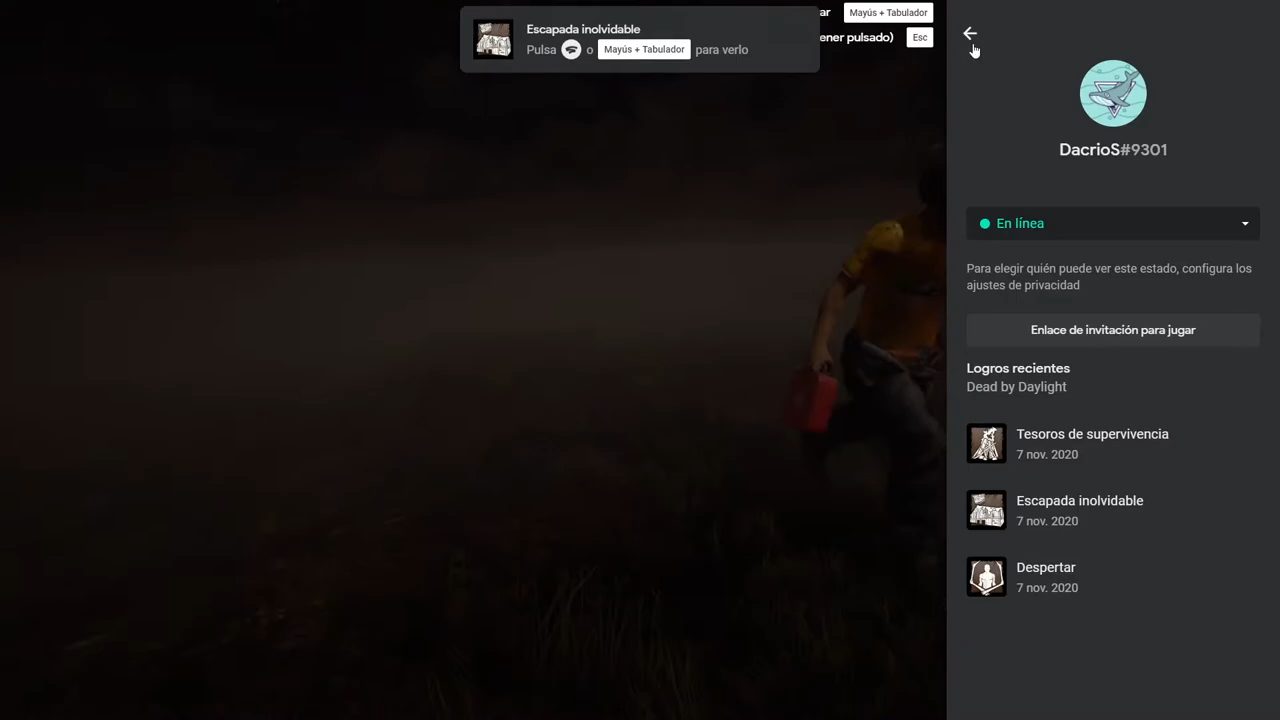 Escapada inolvidable
Pulsa o Mayús + Tabulador para verlo
ar Mayús + Tabulador
ener pulsado) Esc
DacrioS#9301
En línea
Para elegir quién puede ver este estado, configura los
ajustes de privacidad
Enlace de invitación para jugar
Logros recientes
Dead by Daylight
Tesoros de supervivencia
7 nov. 2020
Escapada inolvidable
7 nov. 2020
Despertar
7 nov. 2020